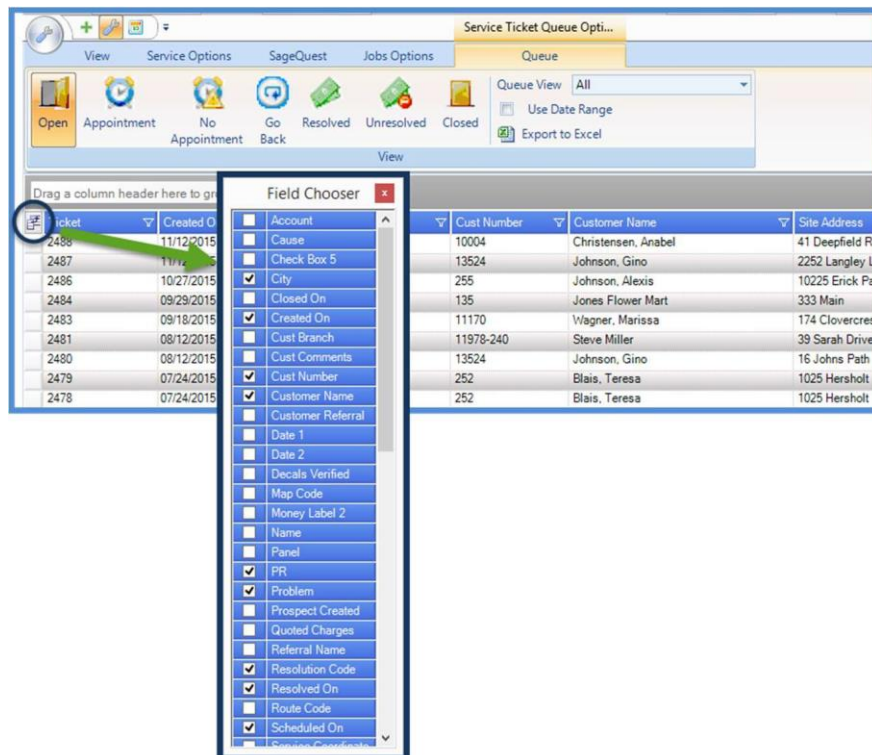 Service Ticket Queue Opti...
View Service Options SageQuest Jobs Options Queue
Open Appointment No Appointment Go Back Resolved Unresolved Closed
Queue View All
Use Date Range
Export to Excel
View
Drag a column header here to gr
Field Chooser x
Ticket Created O Cust Number Customer Name Site Address
2488 11/12/2015 10004 Christensen, Anabel 41 Deepfield R
2487 11/12/2015 13524 Johnson, Gino 2252 Langley L
2486 10/27/2015 255 Johnson, Alexis 10225 Erick Pa
2484 09/29/2015 135 Jones Flower Mart 333 Main
2483 09/18/2015 11170 Wagner, Marissa 174 Clovercres
2481 08/12/2015 11978-240 Steve Miller 39 Sarah Drive
2480 08/12/2015 13524 Johnson, Gino 16 Johns Path
2479 07/24/2015 252 Blais, Teresa 1025 Hersholt
2478 07/24/2015 252 Blais, Teresa 1025 Hersholt
Account
Cause
Check Box 5
City
Closed On
Created On
Cust Branch
Cust Comments
Cust Number
Customer Name
Customer Referral
Date 1
Date 2
Decals Verified
Map Code
Money Label 2
Name
Panel
PR
Problem
Prospect Created
Quoted Charges
Referral Name
Resolution Code
Resolved On
Route Code
Scheduled On
Service Coordinato